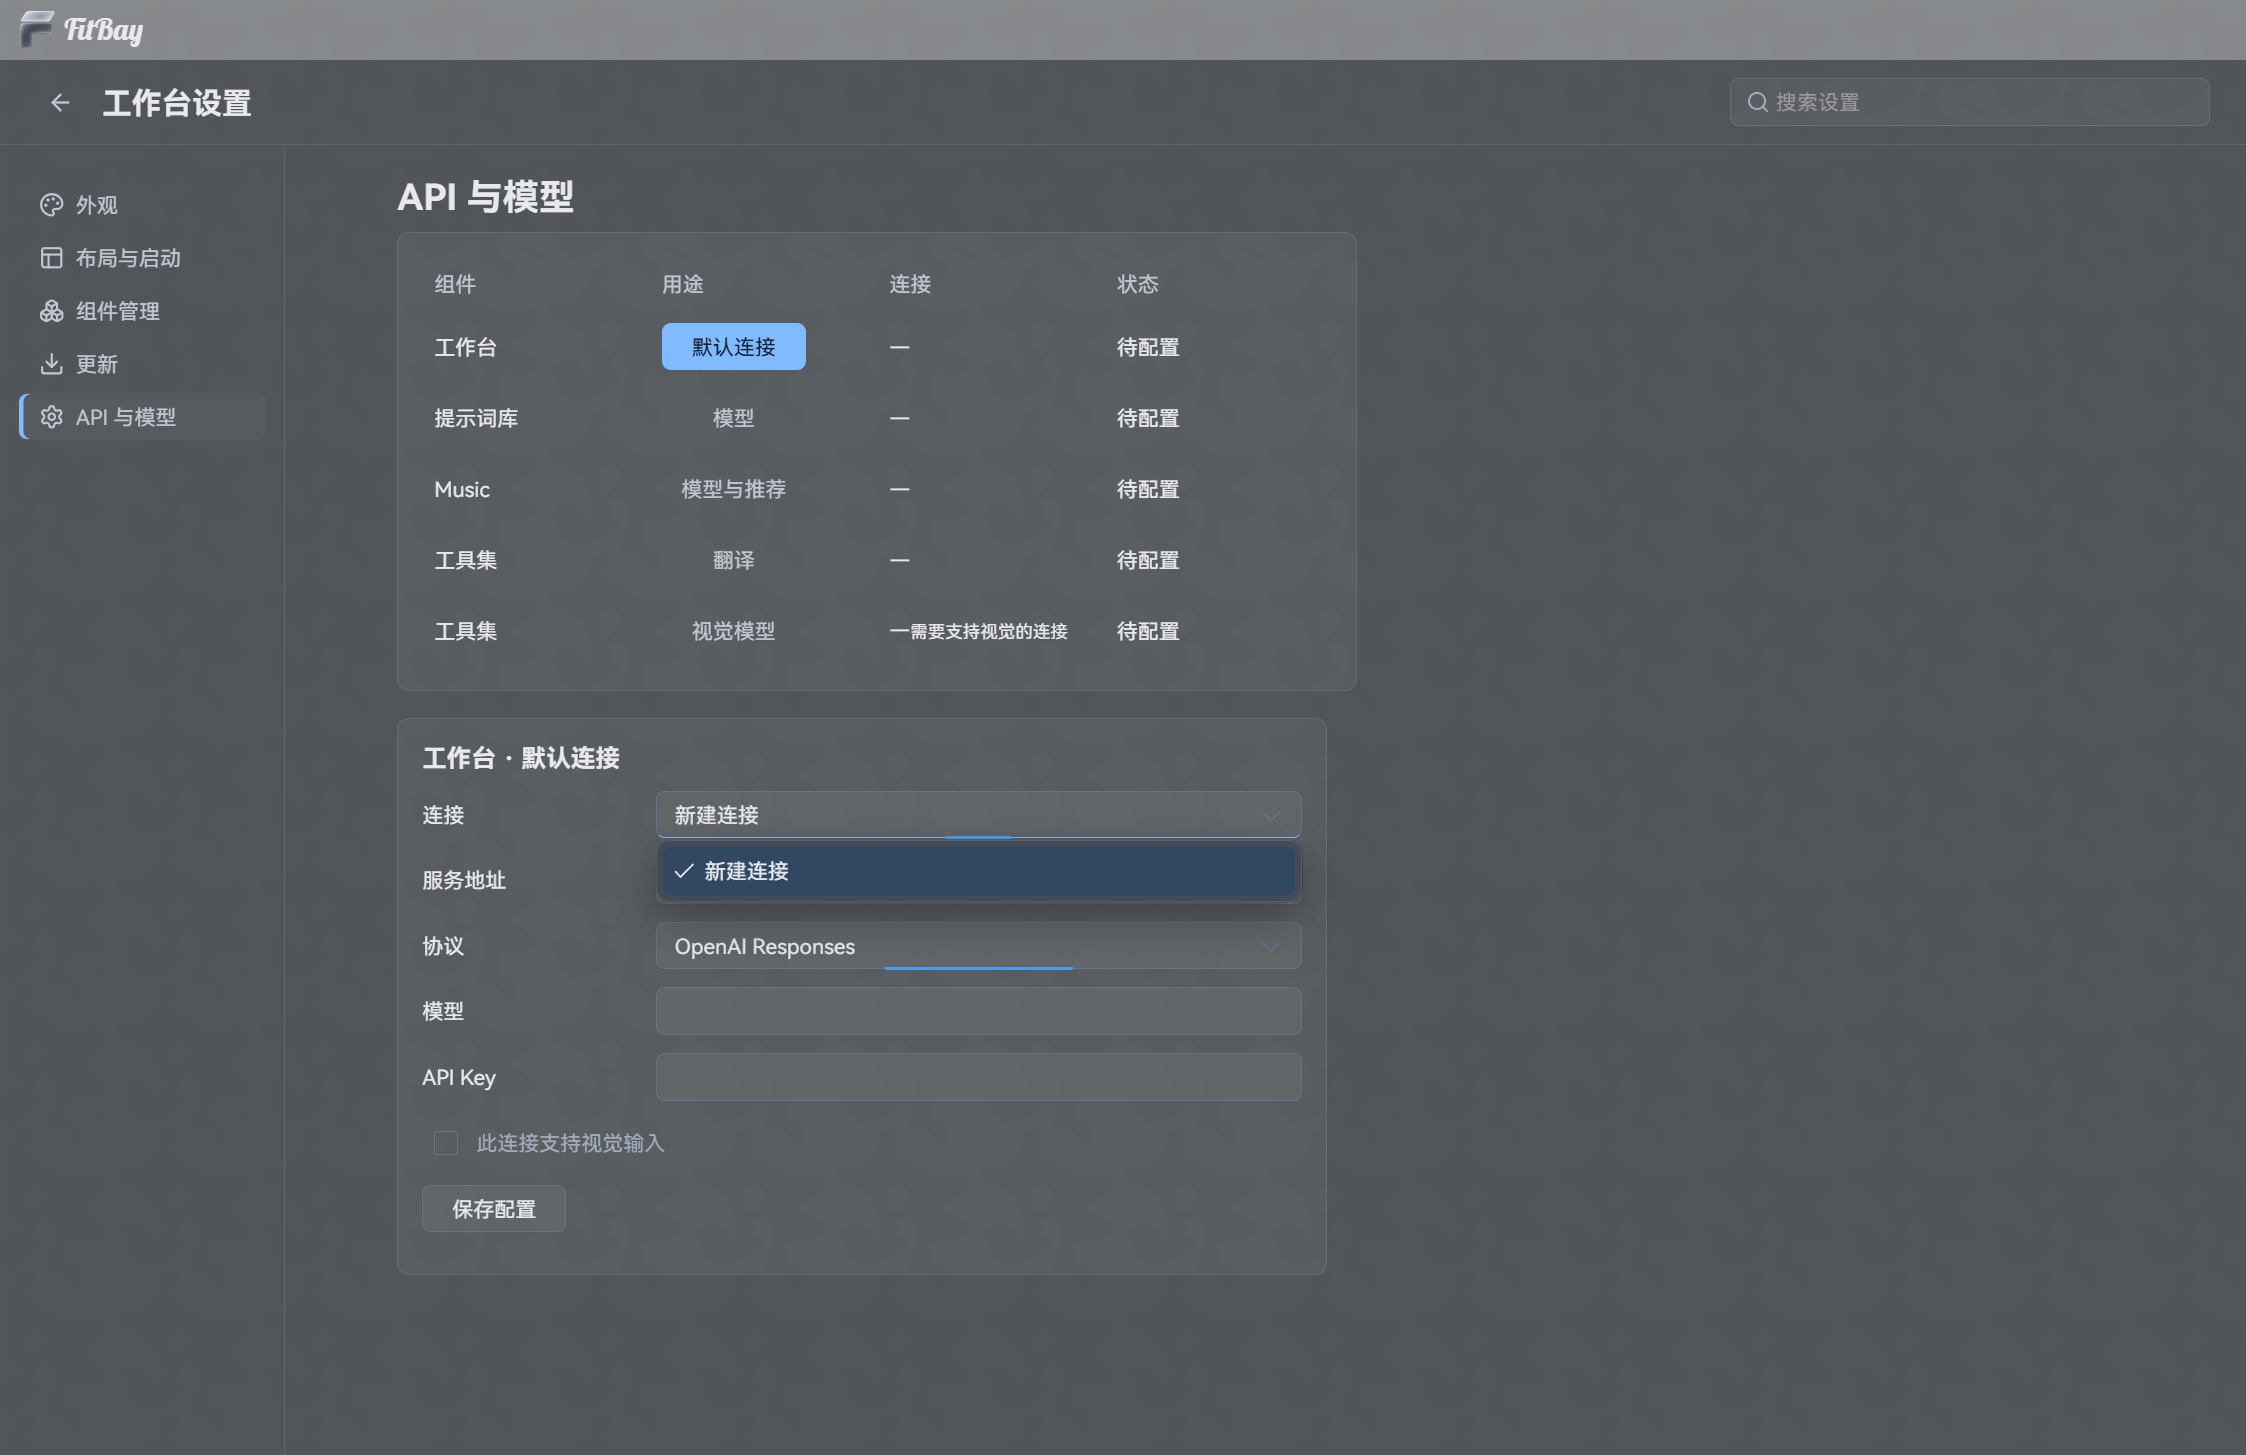 FitBay
工作台设置
搜索设置
外观
布局与启动
组件管理
更新
API 与模型
API 与模型
组件 用途 连接 状态
工作台 默认连接 — 待配置
提示词库 模型 — 待配置
Music 模型与推荐 — 待配置
工具集 翻译 — 待配置
工具集 视觉模型 —需要支持视觉的连接 待配置
工作台 · 默认连接
连接 新建连接
新建连接
服务地址
协议 OpenAI Responses
模型
API Key
此连接支持视觉输入
保存配置